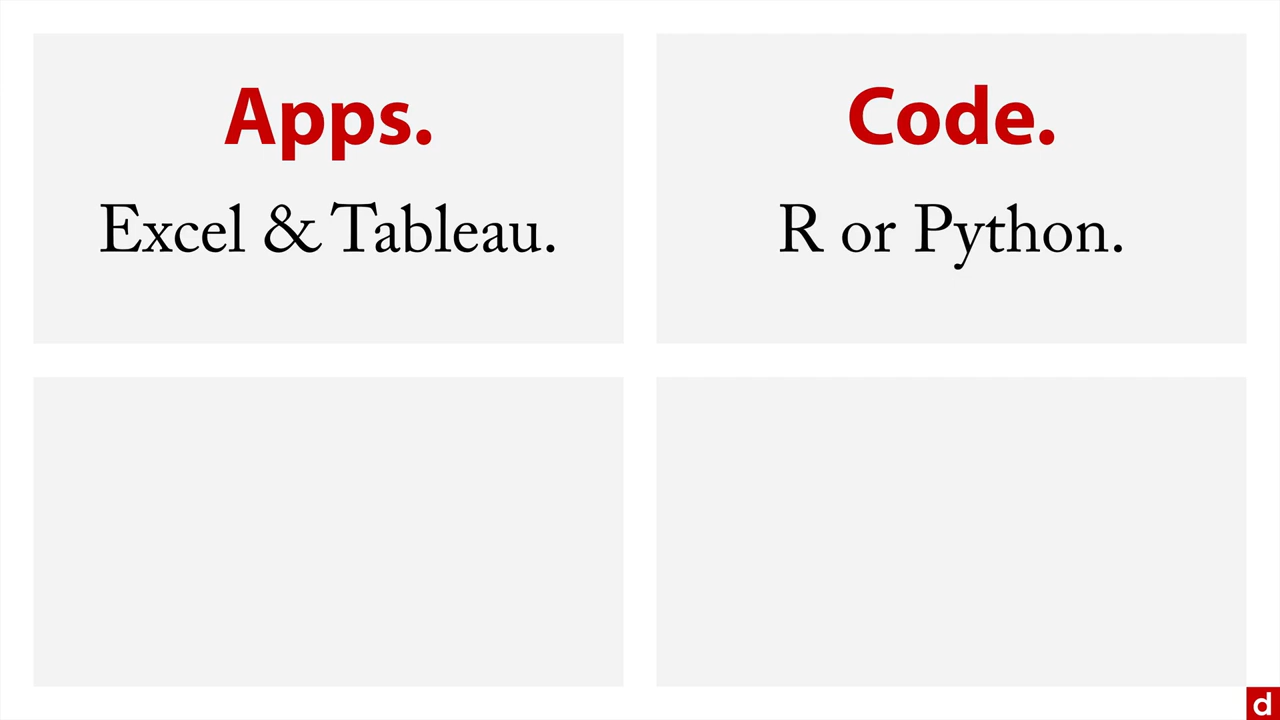 Apps.
Excel & Tableau.
Code.
R or Python.
d